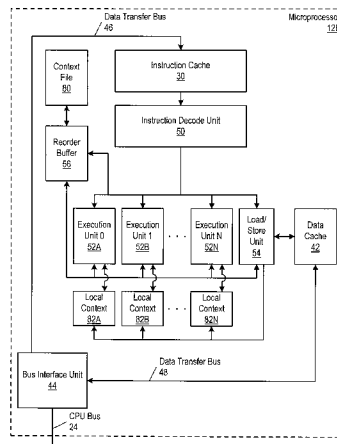 Data Transfer Bus
46
Microprocessor
Context
File
80
Instruction Cache
30
Instruction Decode Unit
50
Reorder
Buffer
56
Execution
Unit 0
52A
Execution
Unit 1
52B
. . .
Execution
Unit N
52N
Load/
Store
Unit
54
Data
Cache
42
Local
Context
82A
Local
Context
82B
. . .
Local
Context
82N
Bus Interface Unit
44
Data Transfer Bus
48
CPU Bus
24